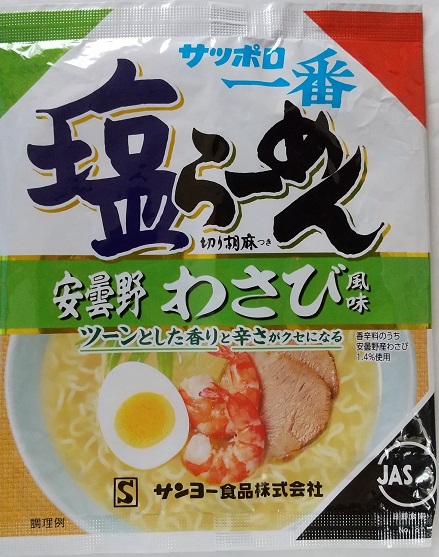 サッポロ
一番
塩らーめん
切り胡麻つき
安曇野 わさび 風味
ツーンとした香りと辛さがクセになる
香辛料のうち
安曇野産わさび
1.4%使用
JAS
S サンヨー食品株式会社
調理例